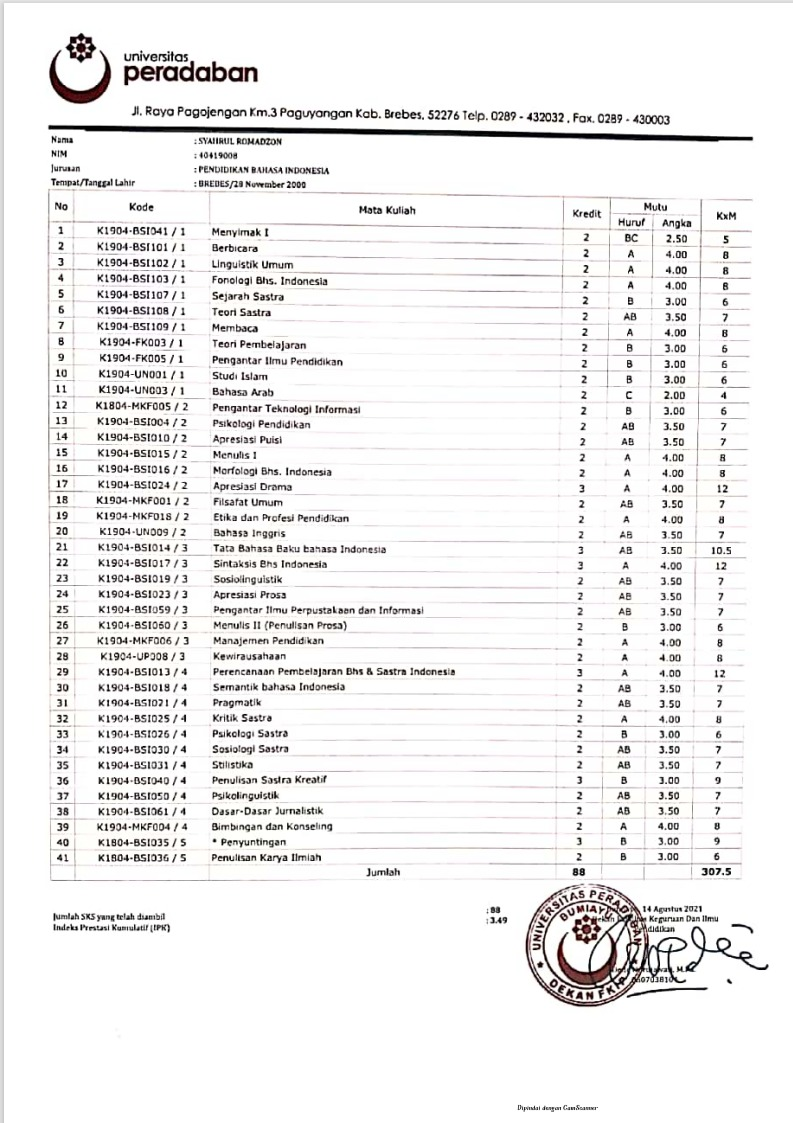 universitas
peradaban
Jl. Raya Pagojengan Km.3 Paguyangan Kab. Brebes, 52276 Telp. 0289 - 432032 . Fax. 0289 - 430003
Nama : SYAHRUL ROMADZON
NIM : 40419008
Jurusan : PENDIDIKAN BAHASA INDONESIA
Tempat/Tanggal Lahir : BREBES/28 November 2000
No Kode Mata Kuliah Kredit Mutu KxM
Huruf Angka
1 K1904-BSI041 / 1 Menyimak I 2 BC 2.50 5
2 K1904-BSI101 / 1 Berbicara 2 A 4.00 8
3 K1904-BSI102 / 1 Linguistik Umum 2 A 4.00 8
4 K1904-BSI103 / 1 Fonologi Bhs. Indonesia 2 A 4.00 8
5 K1904-BSI107 / 1 Sejarah Sastra 2 B 3.00 6
6 K1904-BSI108 / 1 Teori Sastra 2 AB 3.50 7
7 K1904-BSI109 / 1 Membaca 2 A 4.00 8
8 K1904-FK003 / 1 Teori Pembelajaran 2 B 3.00 6
9 K1904-FK005 / 1 Pengantar Ilmu Pendidikan 2 B 3.00 6
10 K1904-UN001 / 1 Studi Islam 2 B 3.00 6
11 K1904-UN003 / 1 Bahasa Arab 2 C 2.00 4
12 K1804-MKF005 / 2 Pengantar Teknologi Informasi 2 B 3.00 6
13 K1904-BSI004 / 2 Psikologi Pendidikan 2 AB 3.50 7
14 K1904-BSI010 / 2 Apresiasi Puisi 2 AB 3.50 7
15 K1904-BSI015 / 2 Menulis I 2 A 4.00 8
16 K1904-BSI016 / 2 Morfologi Bhs. Indonesia 2 A 4.00 8
17 K1904-BSI024 / 2 Apresiasi Drama 3 A 4.00 12
18 K1904-MKF001 / 2 Filsafat Umum 2 AB 3.50 7
19 K1904-MKF018 / 2 Etika dan Profesi Pendidikan 2 A 4.00 8
20 K1904-UN009 / 2 Bahasa Inggris 2 AB 3.50 7
21 K1904-BSI014 / 3 Tata Bahasa Baku bahasa Indonesia 3 AB 3.50 10.5
22 K1904-BSI017 / 3 Sintaksis Bhs Indonesia 3 A 4.00 12
23 K1904-BSI019 / 3 Sosiolinguistik 2 AB 3.50 7
24 K1904-BSI023 / 3 Apresiasi Prosa 2 AB 3.50 7
25 K1904-BSI059 / 3 Pengantar Ilmu Perpustakaan dan Informasi 2 AB 3.50 7
26 K1904-BSI060 / 3 Menulis II (Penulisan Prosa) 2 B 3.00 6
27 K1904-MKF006 / 3 Manajemen Pendidikan 2 A 4.00 8
28 K1904-UP008 / 3 Kewirausahaan 2 A 4.00 8
29 K1904-BSI013 / 4 Perencanaan Pembelajaran Bhs & Sastra Indonesia 3 A 4.00 12
30 K1904-BSI018 / 4 Semantik bahasa Indonesia 2 AB 3.50 7
31 K1904-BSI021 / 4 Pragmatik 2 AB 3.50 7
32 K1904-BSI025 / 4 Kritik Sastra 2 A 4.00 8
33 K1904-BSI026 / 4 Psikologi Sastra 2 B 3.00 6
34 K1904-BSI030 / 4 Sosiologi Sastra 2 AB 3.50 7
35 K1904-BSI031 / 4 Stilistika 2 AB 3.50 7
36 K1904-BSI040 / 4 Penulisan Sastra Kreatif 3 B 3.00 9
37 K1904-BSI050 / 4 Psikolinguistik 2 AB 3.50 7
38 K1904-BSI061 / 4 Dasar-Dasar Jurnalistik 2 AB 3.50 7
39 K1904-MKF004 / 4 Bimbingan dan Konseling 2 A 4.00 8
40 K1804-BSI035 / 5 * Penyuntingan 3 B 3.00 9
41 K1804-BSI036 / 5 Penulisan Karya Ilmiah 2 B 3.00 6
Jumlah 88 307.5
Jumlah SKS yang telah diambil : 88
Indeks Prestasi Kumulatif (IPK) : 3.49
14 Agustus 2021
Keguruan Dan Ilmu
UNIVERSITAS PERADABAN
BUMIAYU
DEKAN FKIP
Dipindai dengan CamScanner